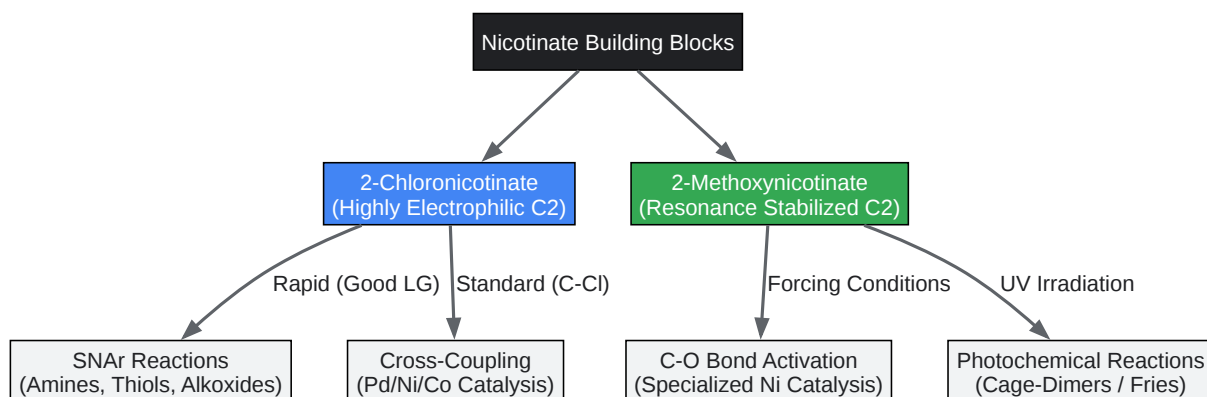 Nicotinate Building Blocks
2-Chloronicotinate
(Highly Electrophilic C2)
2-Methoxynicotinate
(Resonance Stabilized C2)
Rapid (Good LG)
Standard (C-Cl)
Forcing Conditions
UV Irradiation
SNAr Reactions
(Amines, Thiols, Alkoxides)
Cross-Coupling
(Pd/Ni/Co Catalysis)
C-O Bond Activation
(Specialized Ni Catalysis)
Photochemical Reactions
(Cage-Dimers / Fries)